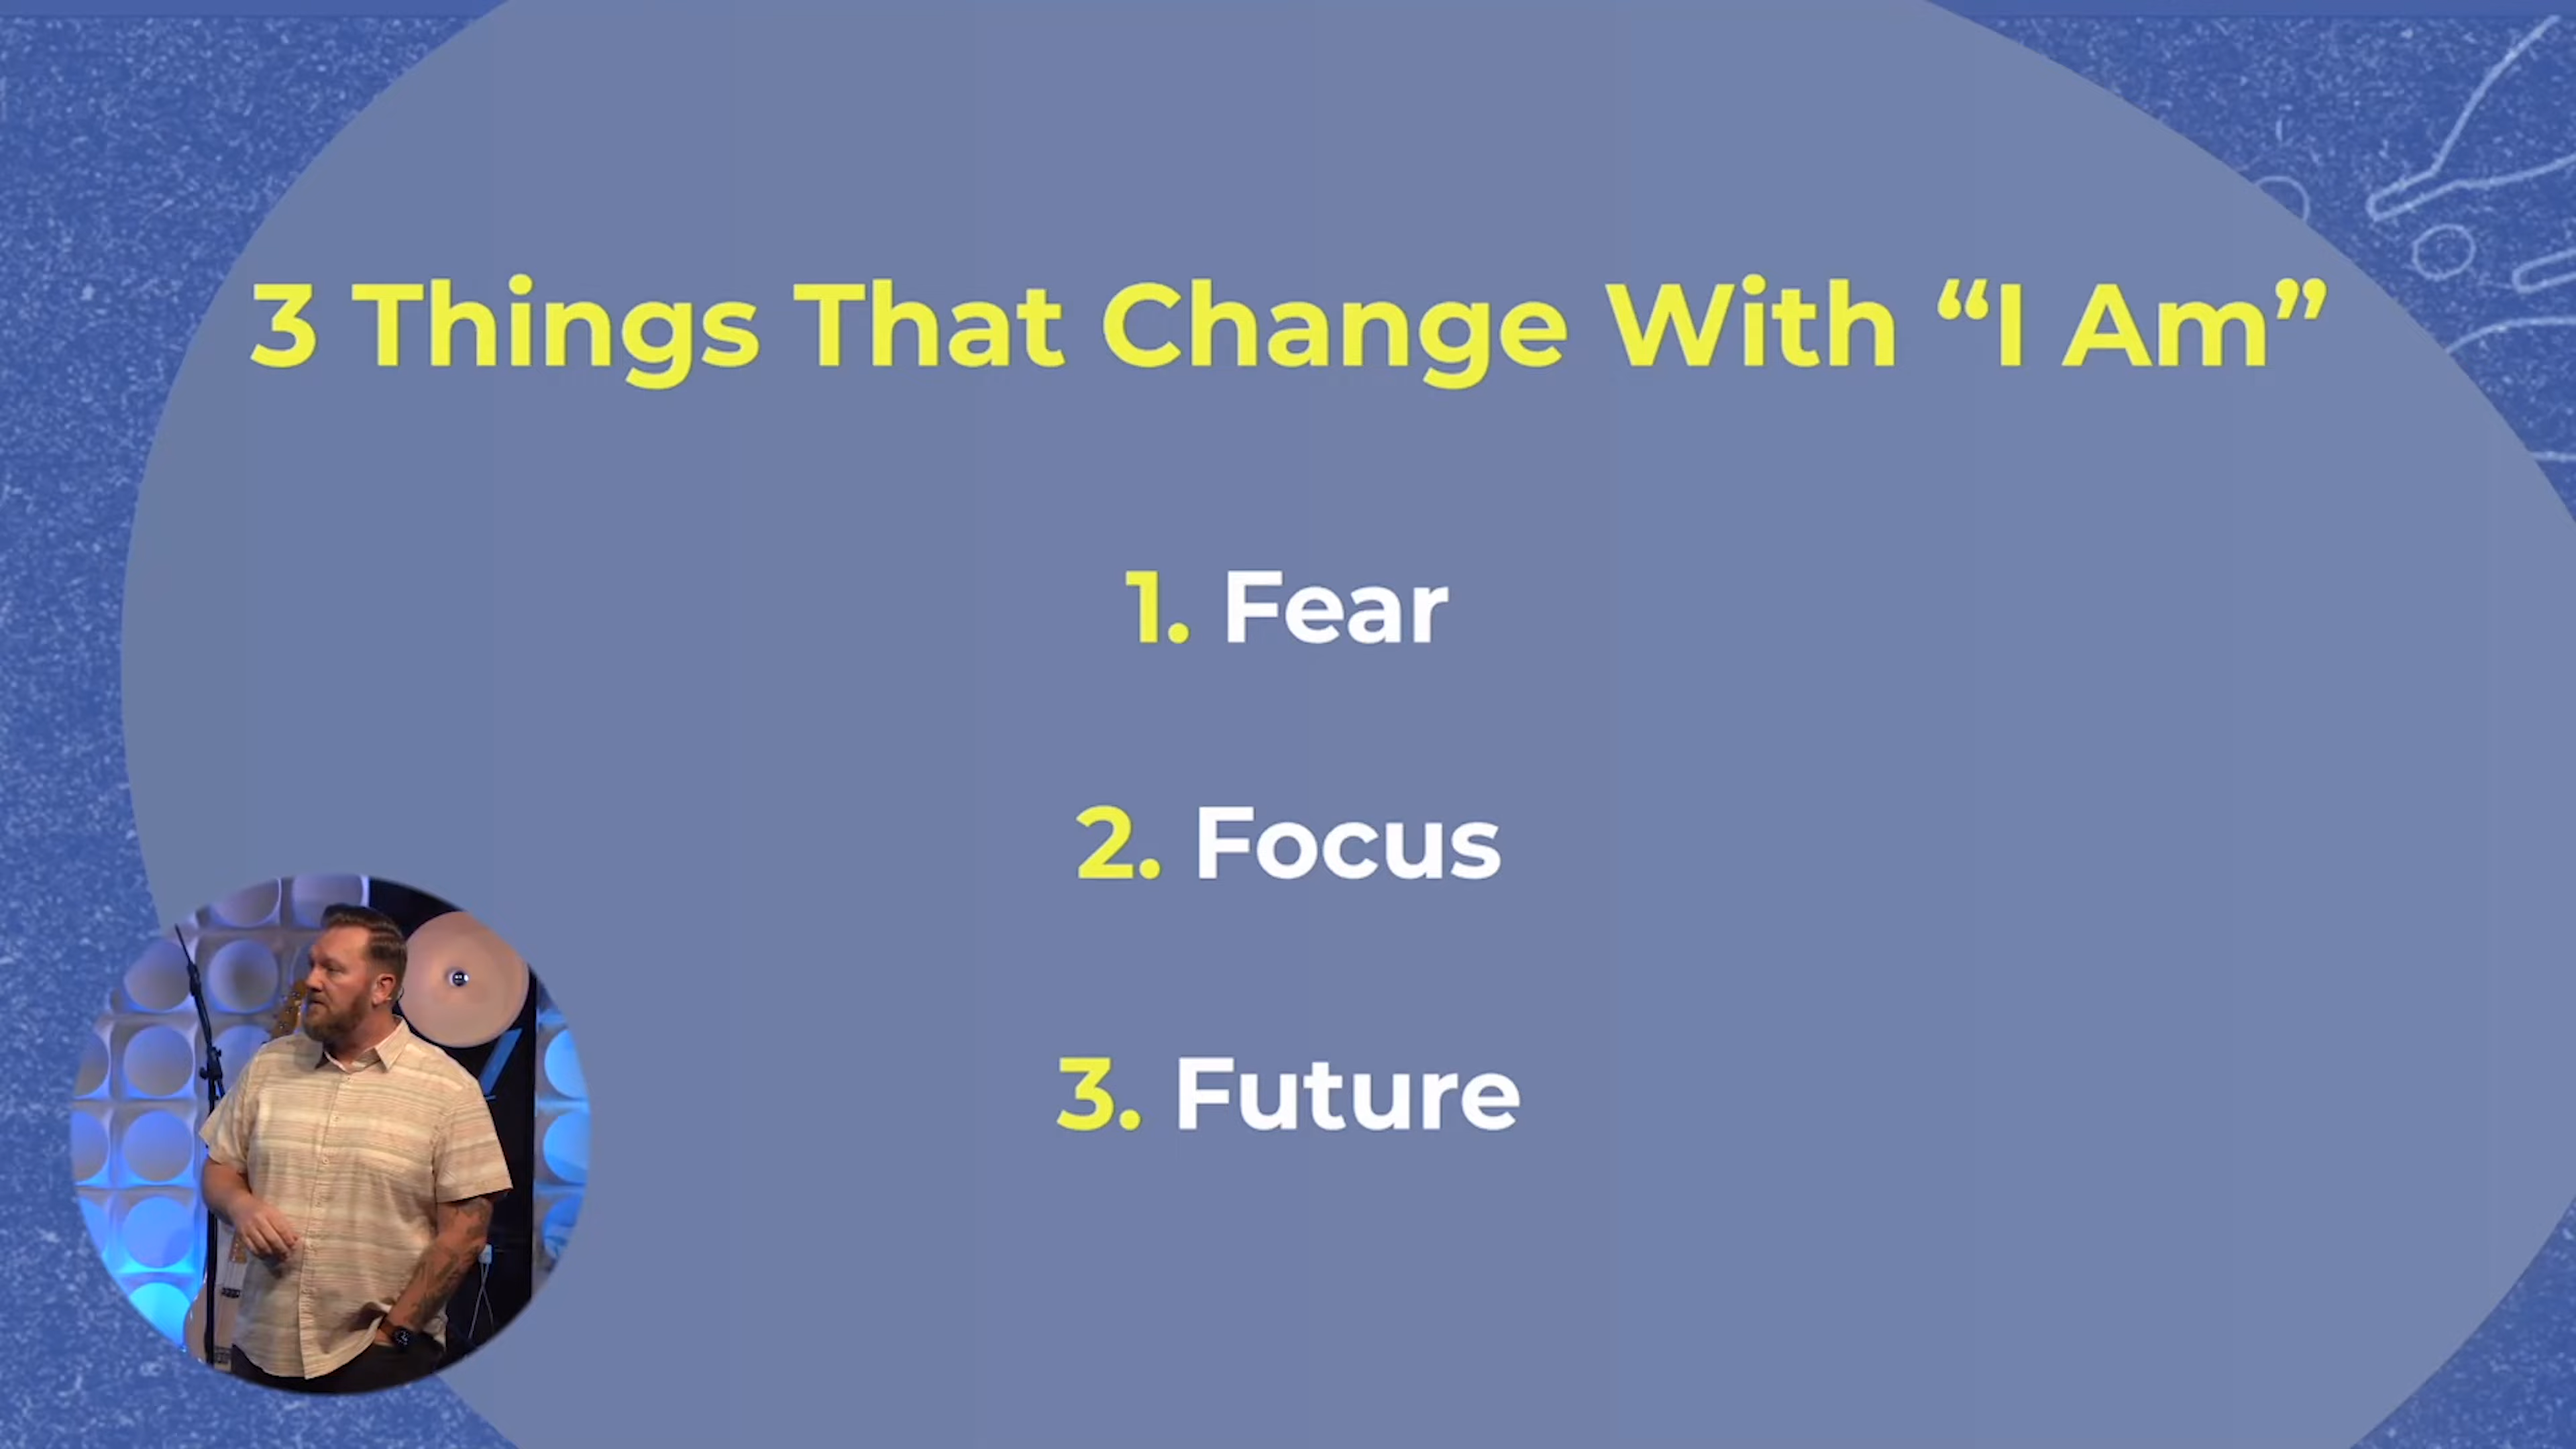 3 Things That Change With “I Am”
1. Fear
2. Focus
3. Future